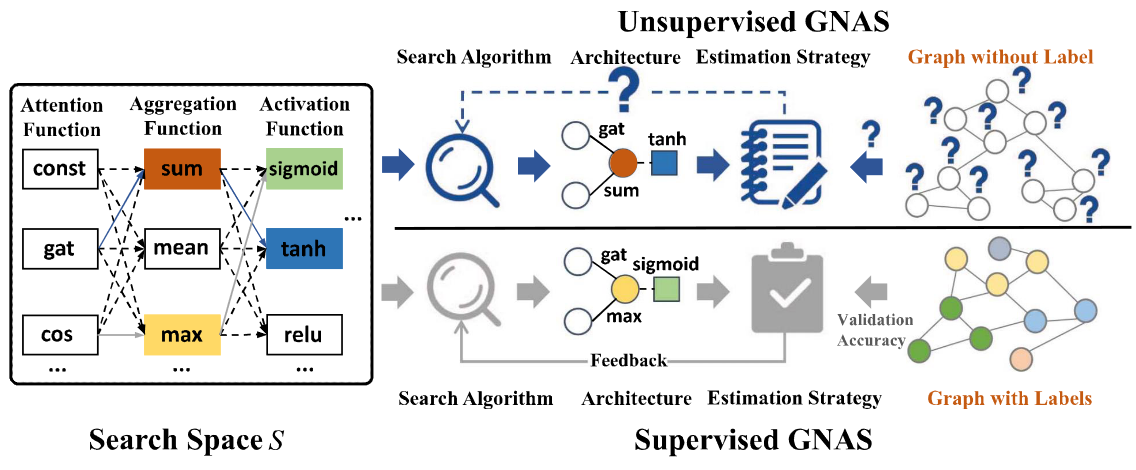 Unsupervised GNAS
Search Algorithm Architecture Estimation Strategy Graph without Label
Attention Function
Aggregation Function
Activation Function
const sum sigmoid
gat mean tanh
cos max relu
...
... ... ...
Search Space S
?
gat
tanh
sum
?
? ? ? ? ? ? ? ? ?
gat
sigmoid
max
Feedback
Validation
Accuracy
Search Algorithm Architecture Estimation Strategy Graph with Labels
Supervised GNAS